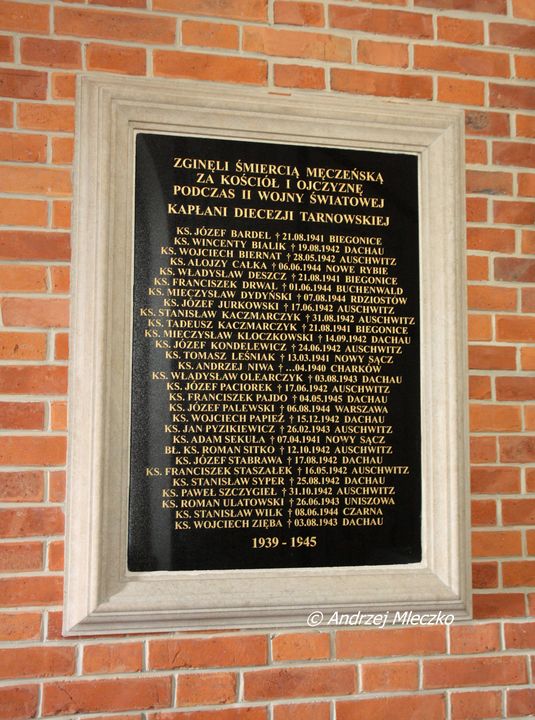 ZGINĘLI ŚMIERCIĄ MĘCZEŃSKĄ
ZA KOŚCIÓŁ I OJCZYZNĘ
PODCZAS II WOJNY ŚWIATOWEJ
KAPŁANI DIECEZJI TARNOWSKIEJ
KS. JÓZEF BARDEL † 21.08.1941 BIEGONICE
KS. WINCENTY BIALIK † 19.08.1942 DACHAU
KS. WOJCIECH BIERNAT † 28.05.1942 AUSCHWITZ
KS. ALOJZY CAŁKA † 06.06.1944 NOWE RYBIE
KS. WŁADYSŁAW DESZCZ † 21.08.1941 BIEGONICE
KS. FRANCISZEK DRWAL † 01.06.1944 BUCHENWALD
KS. MIECZYSŁAW DYDYŃSKI † 07.08.1944 RDZIOSTÓW
KS. JÓZEF JURKOWSKI † 17.06.1942 AUSCHWITZ
KS. STANISŁAW KACZMARCZYK † 31.08.1942 AUSCHWITZ
KS. TADEUSZ KACZMARCZYK † 21.08.1941 BIEGONICE
KS. MIECZYSŁAW KLOCZKOWSKI † 14.09.1942 DACHAU
KS. JÓZEF KONDELEWICZ † 24.06.1942 AUSCHWITZ
KS. TOMASZ LEŚNIAK † 13.03.1941 NOWY SĄCZ
KS. ANDRZEJ NIWA † ...04.1940 CHARKÓW
KS. WŁADYSŁAW OLEARCZYK † 03.08.1943 DACHAU
KS. JÓZEF PACIOREK † 17.06.1942 AUSCHWITZ
KS. FRANCISZEK PAJDO † 04.05.1945 DACHAU
KS. JÓZEF PALEWSKI † 06.08.1944 WARSZAWA
KS. WOJCIECH PAPIEŻ † 15.12.1942 DACHAU
KS. JAN PYZIKIEWICZ † 26.02.1943 AUSCHWITZ
KS. ADAM SEKUŁA † 07.04.1941 NOWY SĄCZ
BŁ. KS. ROMAN SITKO † 12.10.1942 AUSCHWITZ
KS. JÓZEF STABRAWA † 17.08.1942 DACHAU
KS. FRANCISZEK STASZAŁEK † 16.05.1942 AUSCHWITZ
KS. STANISŁAW SYPER † 25.08.1942 DACHAU
KS. PAWEŁ SZCZYGIEŁ † 31.10.1942 AUSCHWITZ
KS. ROMAN ULATOWSKI † 26.06.1943 UNISZOWA
KS. STANISŁAW WILK † 08.06.1944 CZARNA
KS. WOJCIECH ZIĘBA † 03.08.1943 DACHAU
1939 - 1945
© Andrzej Mleczko